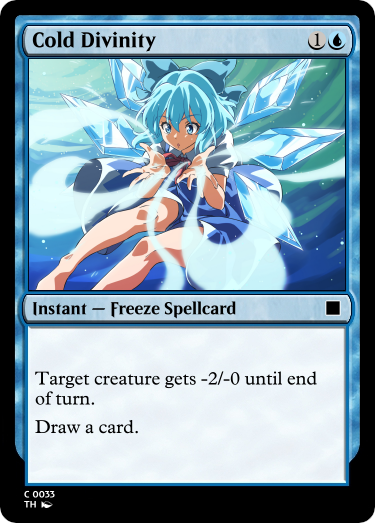 Cold Divinity 1
Instant — Freeze Spellcard
Target creature gets -2/-0 until end
of turn.
Draw a card.
C 0033
TH